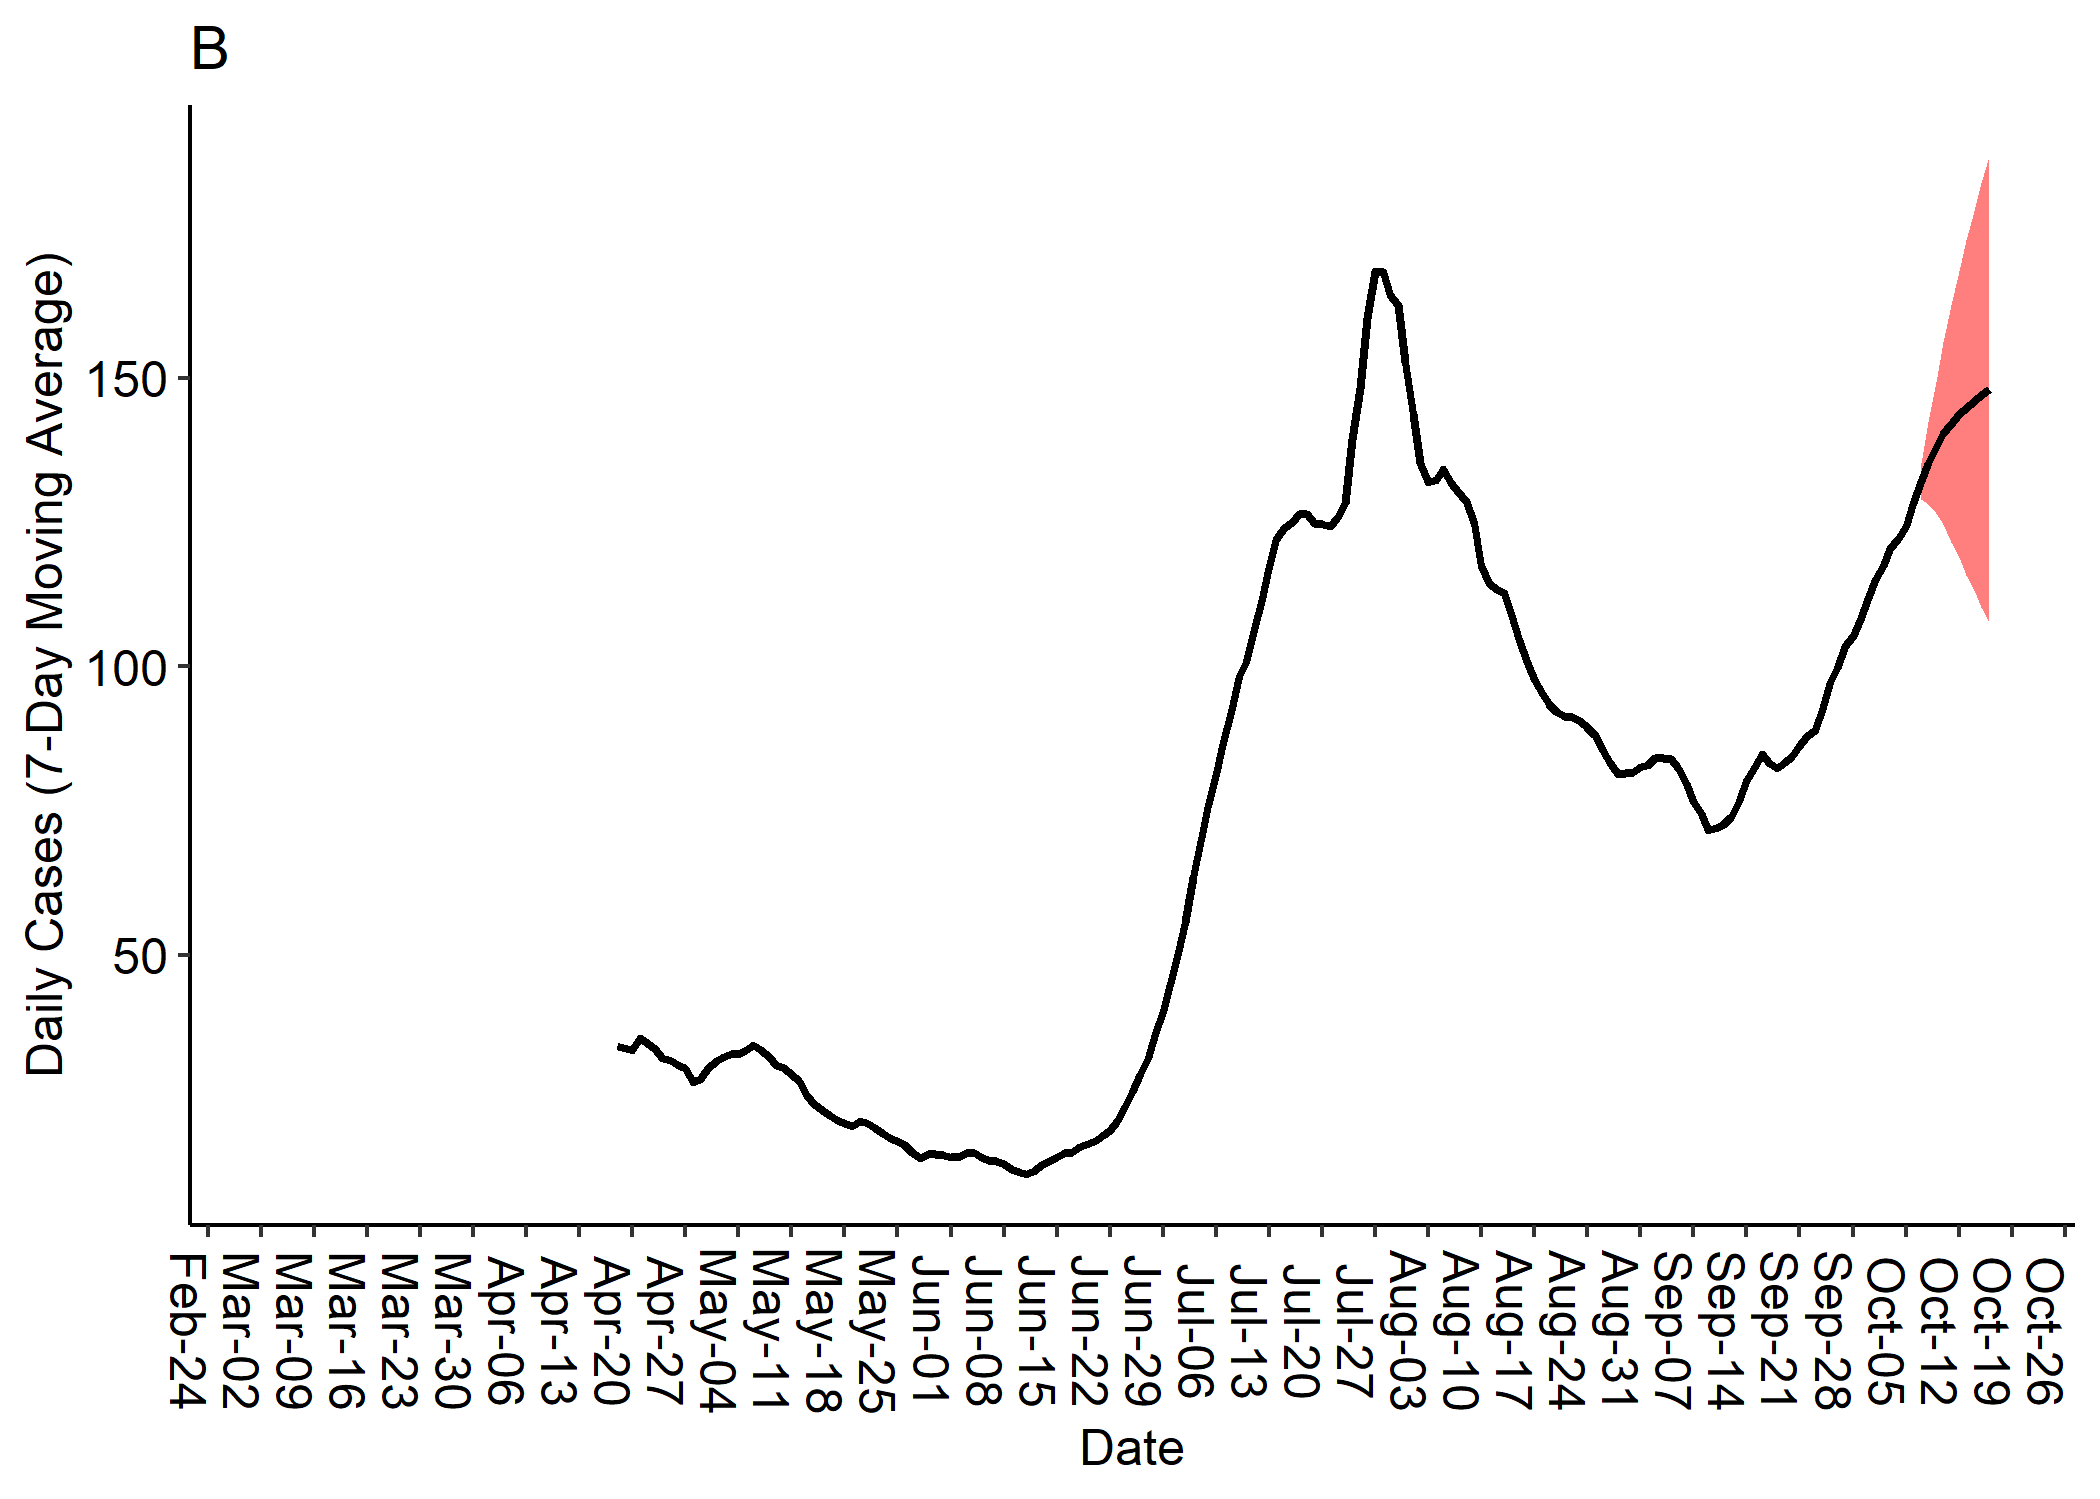 B
Daily Cases (7-Day Moving Average)
150
100
50
Feb-24
Mar-02
Mar-09
Mar-16
Mar-23
Mar-30
Apr-06
Apr-13
Apr-20
Apr-27
May-04
May-11
May-18
May-25
Jun-01
Jun-08
Jun-15
Jun-22
Jun-29
Jul-06
Jul-13
Jul-20
Jul-27
Aug-03
Aug-10
Aug-17
Aug-24
Aug-31
Sep-07
Sep-14
Sep-21
Sep-28
Oct-05
Oct-12
Oct-19
Oct-26
Date